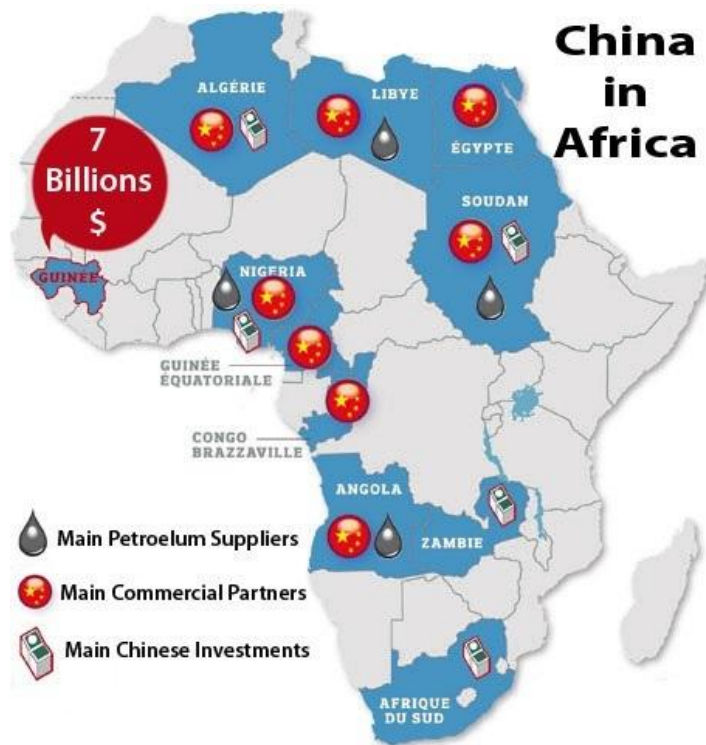 China
in
Africa
ALGÉRIE
LIBYE
ÉGYPTE
7
Billions
$
SOUDAN
GUINÉE
NIGERIA
GUINÉE
ÉQUATORIALE
CONGO
BRAZZAVILLE
ANGOLA
ZAMBIE
Main Petroelum Suppliers
Main Commercial Partners
Main Chinese Investments
AFRIQUE
DU SUD